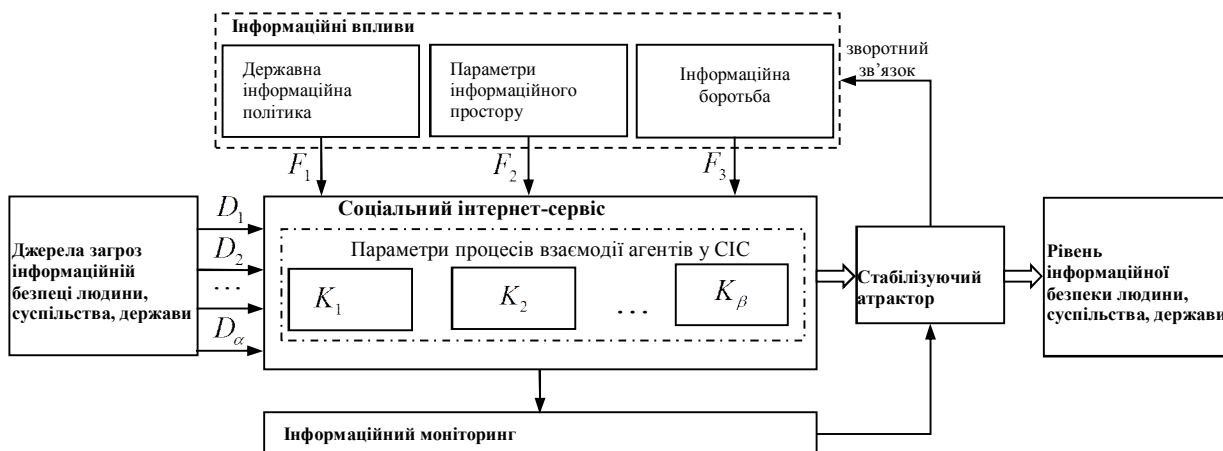 Інформаційні впливи
Державна
інформаційна
політика
Параметри
інформаційного
простору
Інформаційна
боротьба
зворотний
зв’язок
F₁
F₂
F₃
Джерела загроз
інформаційній
безпеці людини,
суспільства, держави
D₁
D₂
...
Dα
Соціальний інтернет-сервіс
Параметри процесів взаємодії агентів у СІС
K₁
K₂
...
Kβ
Стабілізуючий
атрактор
Рівень
інформаційної
безпеки людини,
суспільства, держави
Інформаційний моніторинг